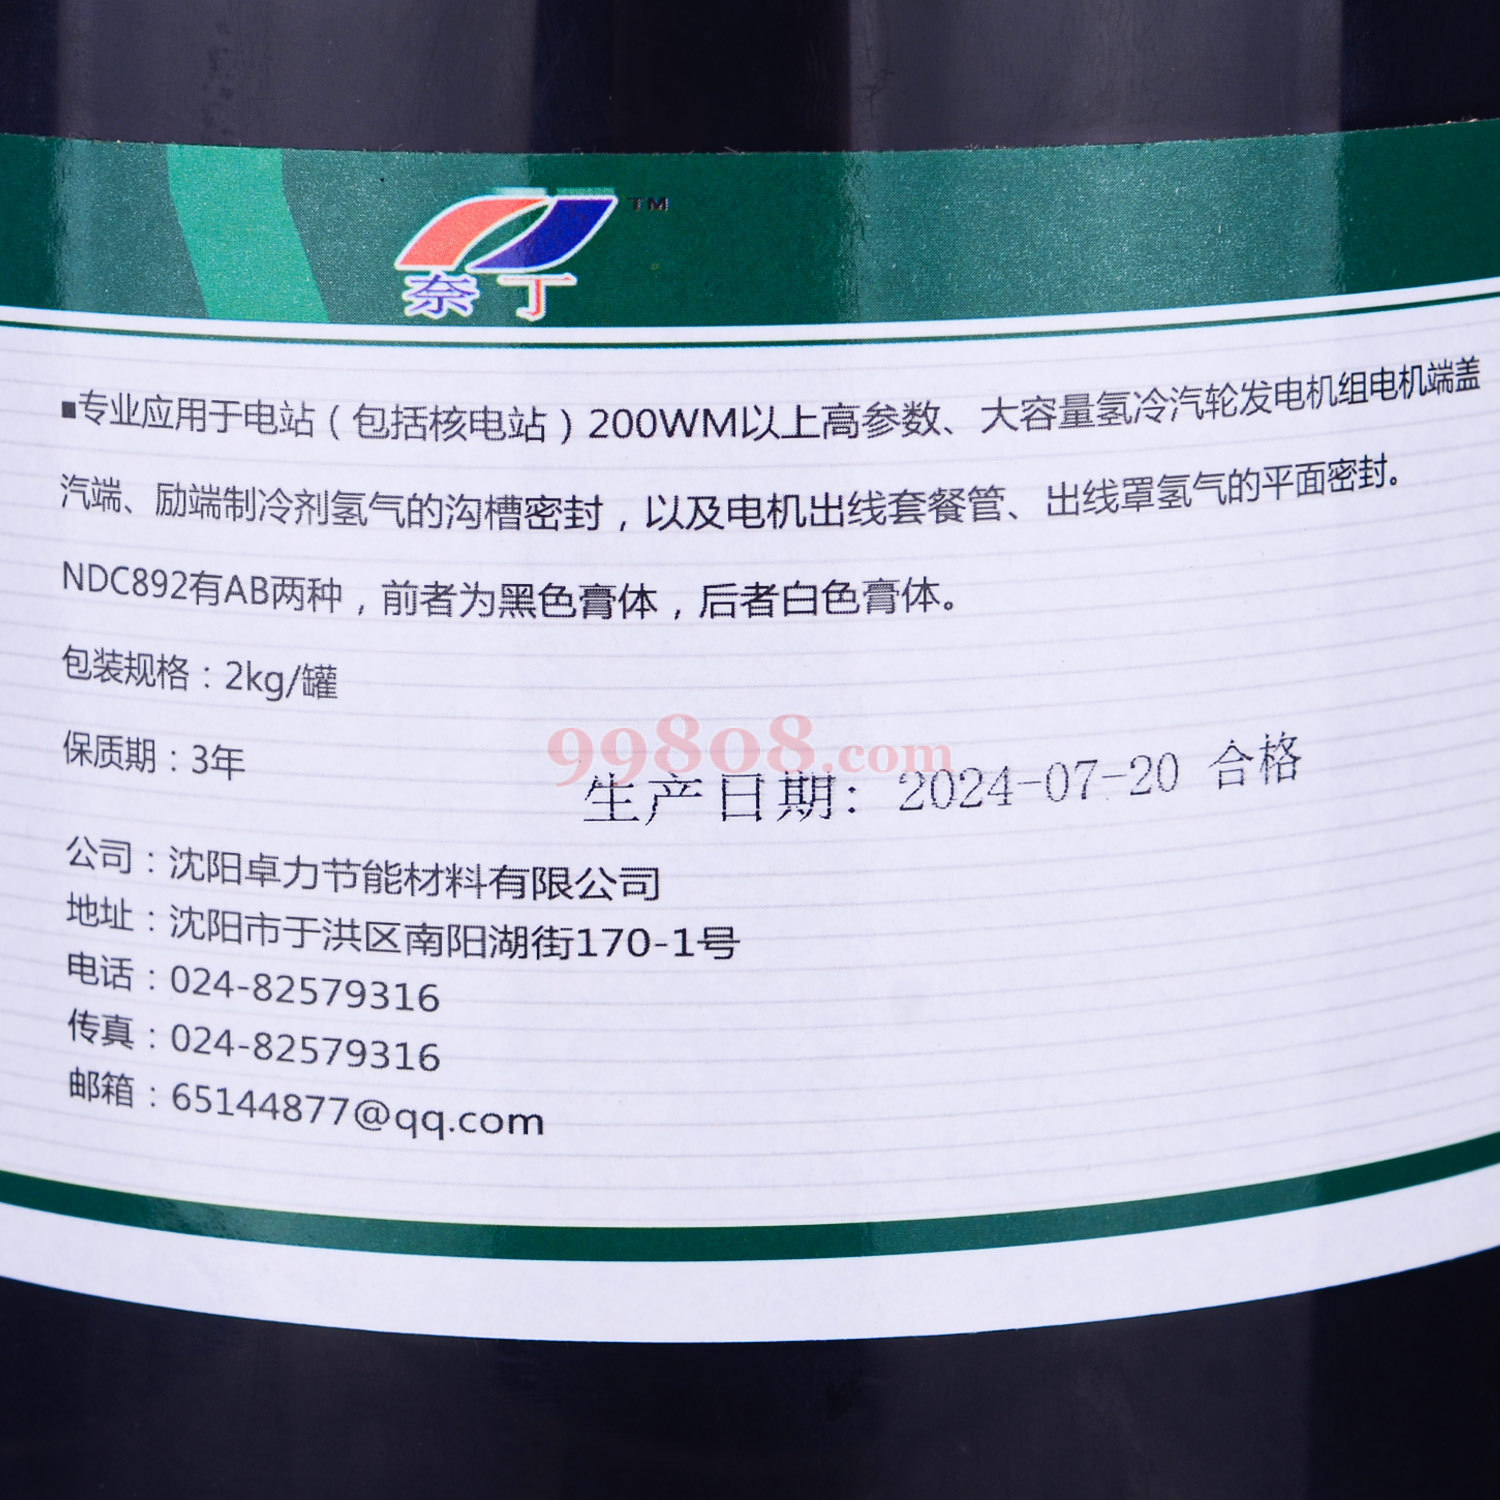 TM
奈丁
■专业应用于电站（包括核电站）200WM以上高参数、大容量氢冷汽轮发电机组电机端盖
汽端、励端制冷剂氢气的沟槽密封，以及电机出线套餐管、出线罩氢气的平面密封。
NDC892有AB两种，前者为黑色膏体，后者白色膏体。
包装规格：2kg/罐
保质期：3年
99808.com
生产日期: 2024-07-20 合格
公司：沈阳卓力节能材料有限公司
地址：沈阳市于洪区南阳湖街170-1号
电话：024-82579316
传真：024-82579316
邮箱：65144877@qq.com